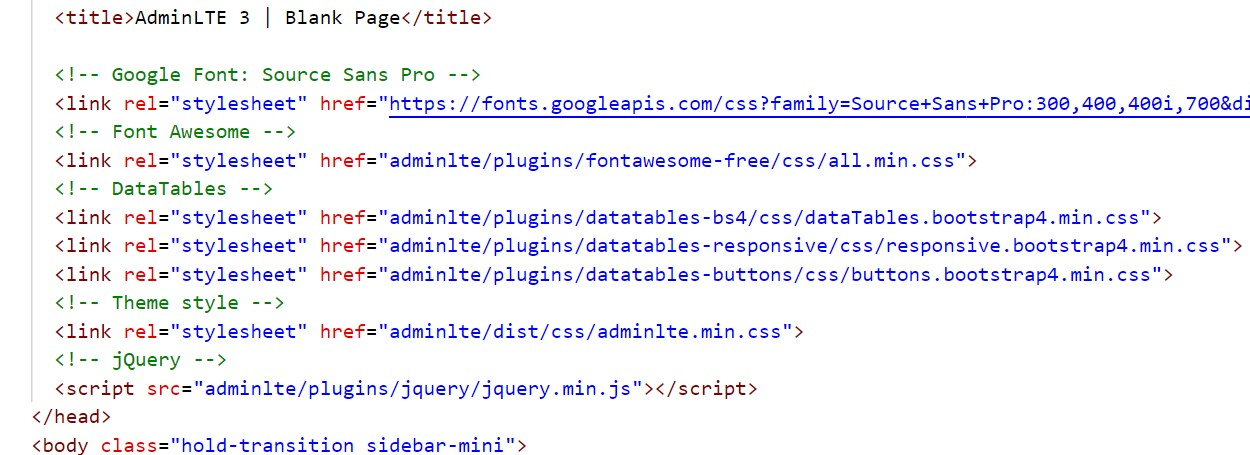 <title>AdminLTE 3 | Blank Page</title>
<!-- Google Font: Source Sans Pro -->
<link rel="stylesheet" href="https://fonts.googleapis.com/css?family=Source+Sans+Pro:300,400,400i,700&di
<!-- Font Awesome -->
<link rel="stylesheet" href="adminlte/plugins/fontawesome-free/css/all.min.css">
<!-- DataTables -->
<link rel="stylesheet" href="adminlte/plugins/datatables-bs4/css/dataTables.bootstrap4.min.css">
<link rel="stylesheet" href="adminlte/plugins/datatables-responsive/css/responsive.bootstrap4.min.css">
<link rel="stylesheet" href="adminlte/plugins/datatables-buttons/css/buttons.bootstrap4.min.css">
<!-- Theme style -->
<link rel="stylesheet" href="adminlte/dist/css/adminlte.min.css">
<!-- jQuery -->
<script src="adminlte/plugins/jquery/jquery.min.js"></script>
</head>
<body class="hold-transition sidebar-mini">